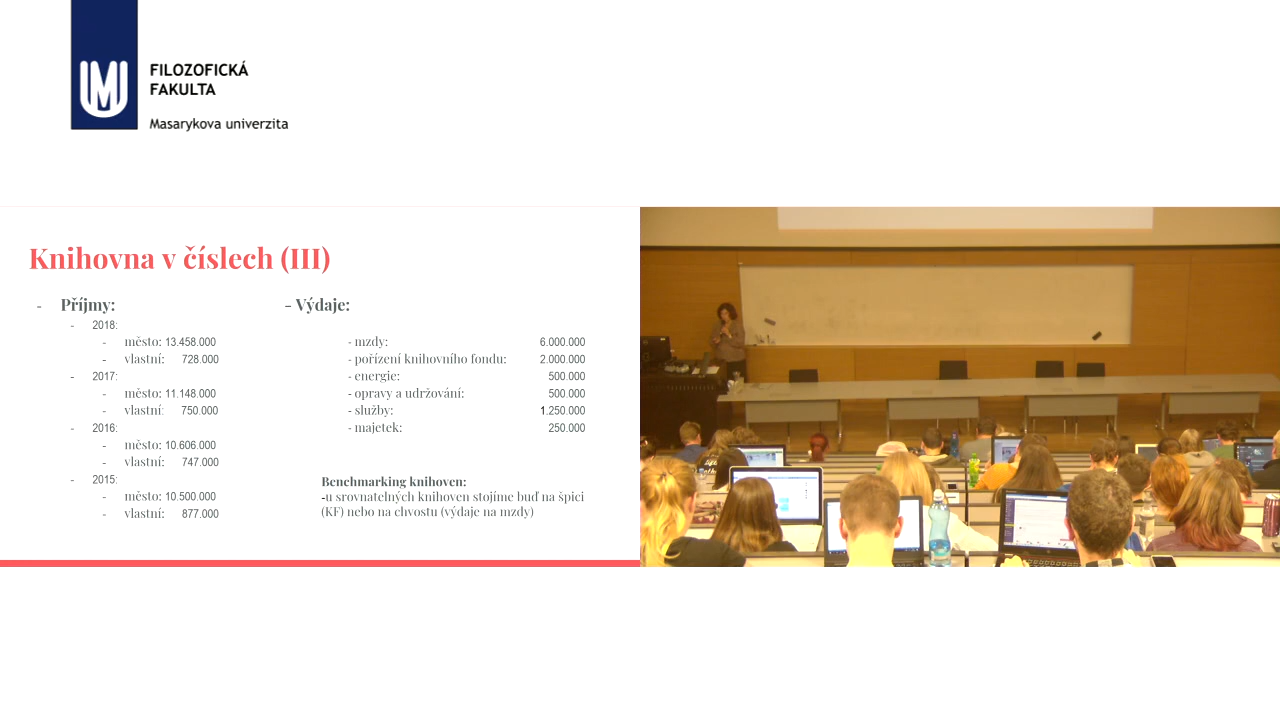 FILOZOFICKÁ
FAKULTA
Masarykova univerzita
Knihovna v číslech (III)
- Příjmy:
- 2018:
- město: 13.458.000
- vlastní: 728.000
- 2017:
- město: 11.148.000
- vlastní: 750.000
- 2016:
- město: 10.606.000
- vlastní: 747.000
- 2015:
- město: 10.500.000
- vlastní: 877.000
- Výdaje:
- mzdy: 6.000.000
- pořízení knihovního fondu: 2.000.000
- energie: 500.000
- opravy a udržování: 500.000
- služby: 1.250.000
- majetek: 250.000
Benchmarking knihoven:
-u srovnatelných knihoven stojíme buď na špici
(KF) nebo na chvostu (výdaje na mzdy)